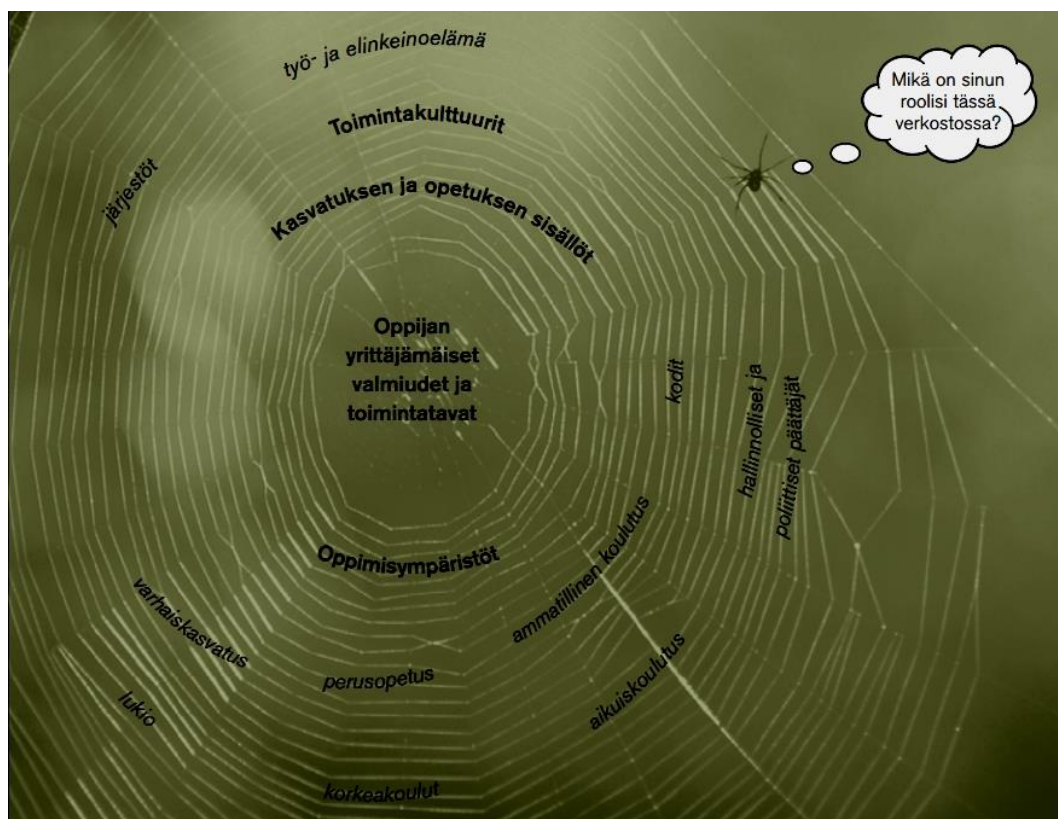 työ- ja elinkeinoelämä
Mikä on sinun
roolisi tässä
verkostossa?
Toimintakulttuurit
järjestöt
Kasvatuksen ja opetuksen sisällöt
Oppijan
yrittäjämäiset
valmiudet ja
toimintatavat
kodit
hallinnolliset ja
poliittiset päättäjät
Oppimisympäristöt
ammatillinen koulutus
varhaiskasvatus
perusopetus
aikuiskoulutus
lukio
korkeakoulut